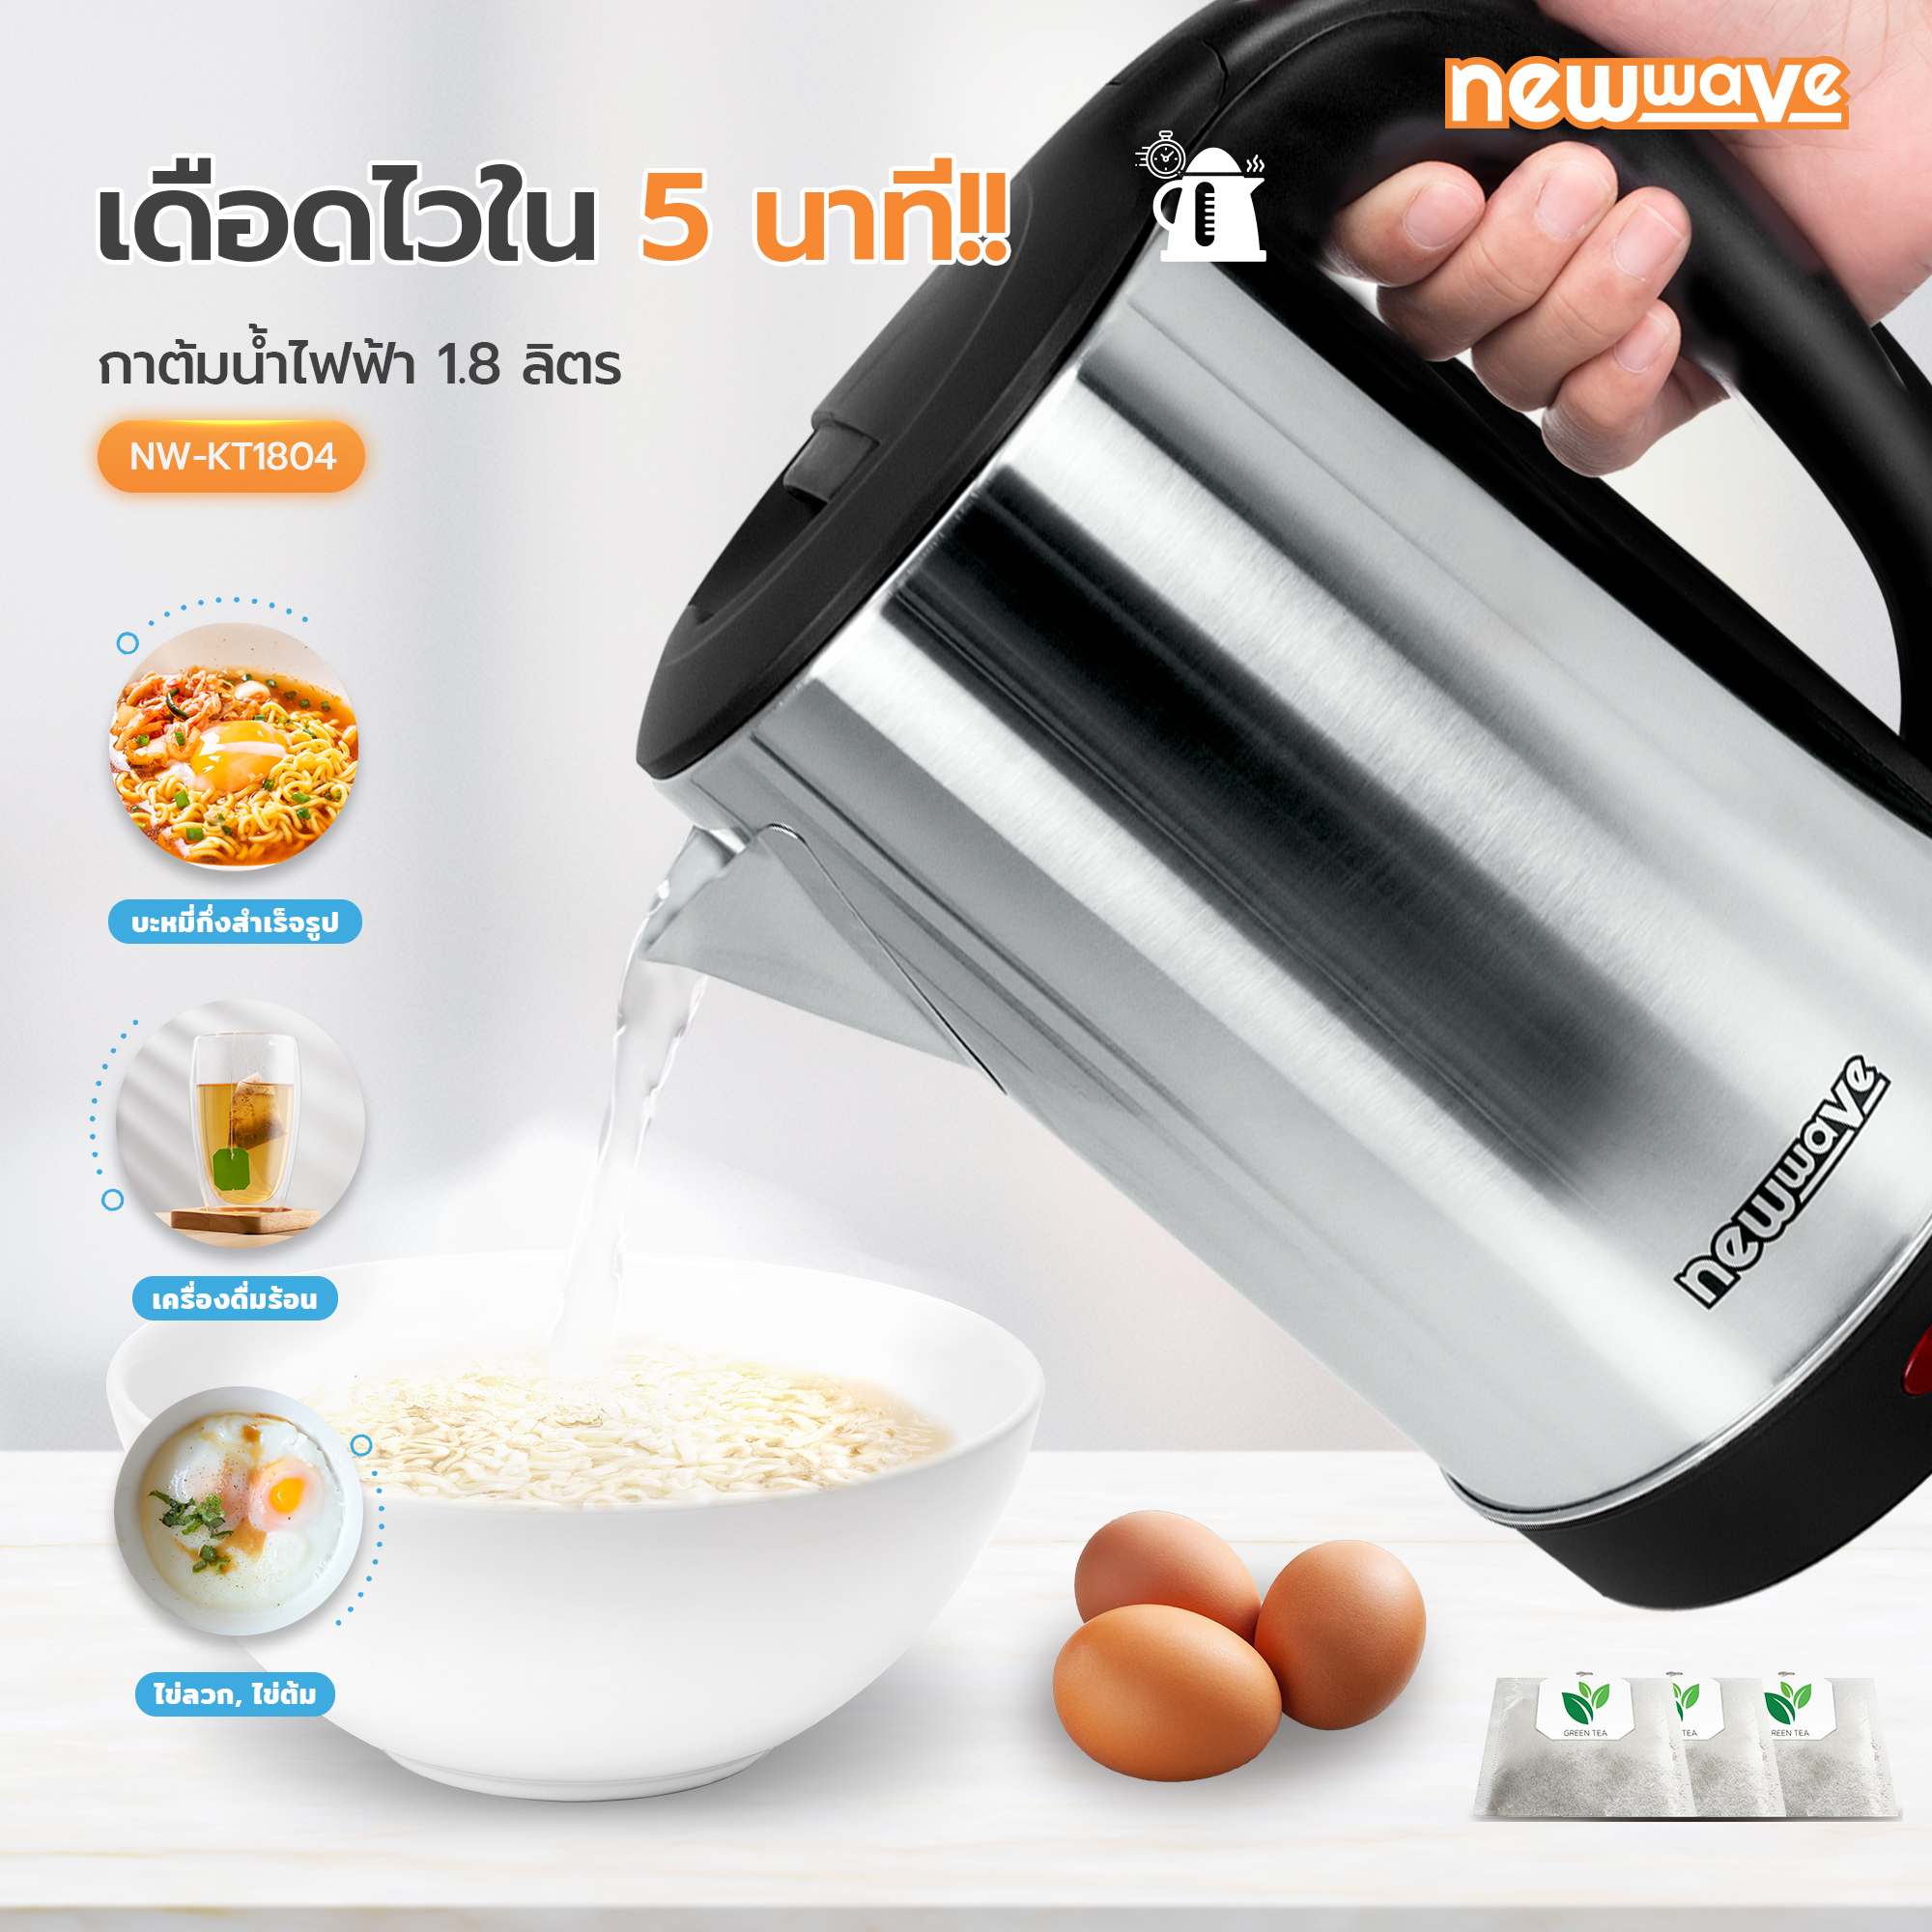 newwave
เดือดไวใน 5 นาที!!
กาต้มน้ำไฟฟ้า 1.8 ลิตร
NW-KT1804
บะหมี่กึ่งสำเร็จรูป
เครื่องดื่มร้อน
ไข่ลวก, ไข่ต้ม
newwave
GREEN TEA
TEA
REEN TEA